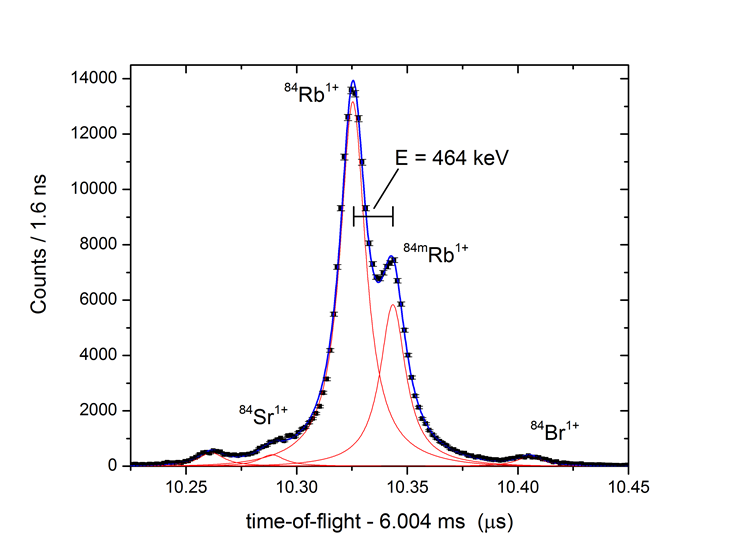 14000
12000
10000
8000
6000
4000
2000
0
Counts / 1.6 ns
⁸⁴Rb¹⁺
E = 464 keV
⁸⁴ᵐRb¹⁺
⁸⁴Sr¹⁺
⁸⁴Br¹⁺
10.25 10.30 10.35 10.40 10.45
time-of-flight - 6.004 ms (μs)